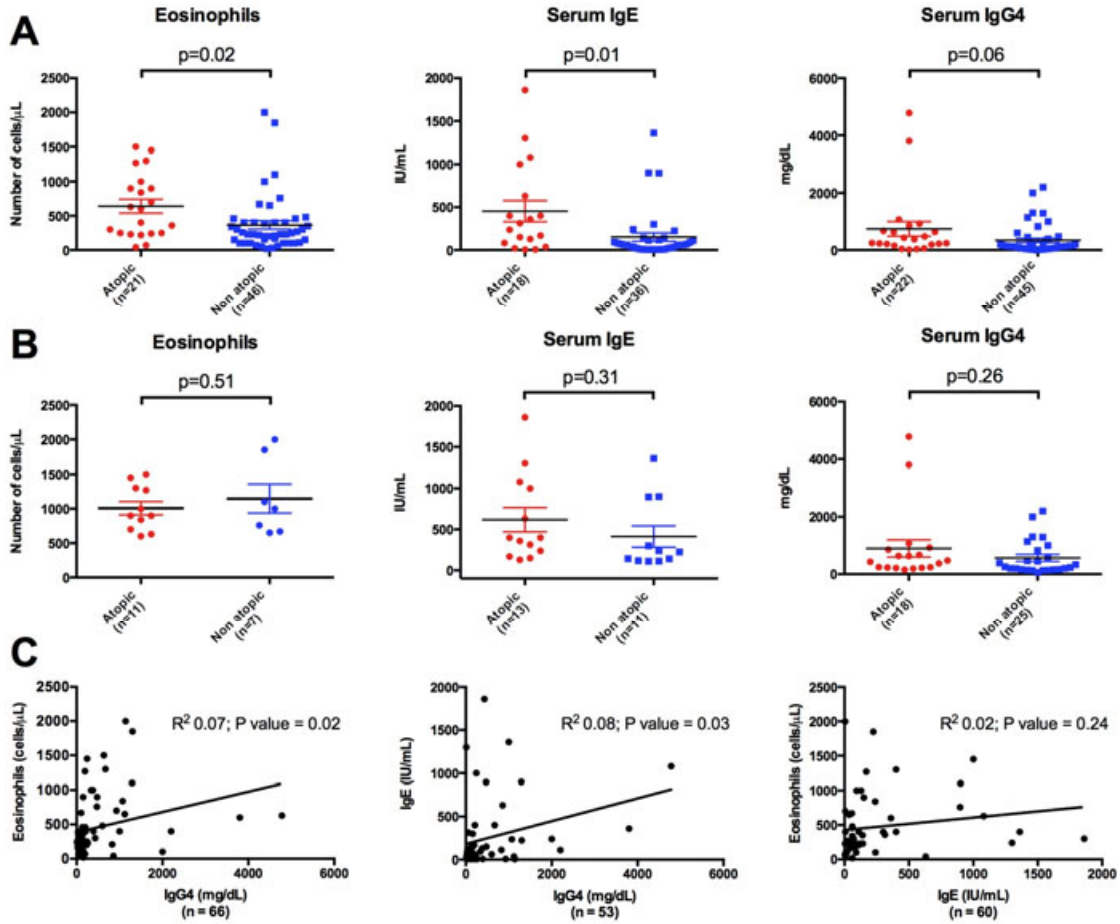 A
Eosinophils
p=0.02
Number of cells/µL
2500
2000
1500
1000
500
0
Atopic
(n=21)
Non atopic
(n=46)
Serum IgE
p=0.01
IU/mL
2000
1500
1000
500
0
Atopic
(n=18)
Non atopic
(n=36)
Serum IgG4
p=0.06
mg/dL
6000
4000
2000
0
Atopic
(n=22)
Non atopic
(n=45)
B
Eosinophils
p=0.51
Number of cells/µL
2500
2000
1500
1000
500
0
Atopic
(n=11)
Non atopic
(n=7)
Serum IgE
p=0.31
IU/mL
2000
1500
1000
500
0
Atopic
(n=13)
Non atopic
(n=11)
Serum IgG4
p=0.26
mg/dL
6000
4000
2000
0
Atopic
(n=18)
Non atopic
(n=25)
C
Eosinophils (cells/µL)
2500
2000
1500
1000
500
0
R² 0.07; P value = 0.02
0 2000 4000 6000
IgG4 (mg/dL)
(n = 66)
IgE (IU/mL)
2000
1500
1000
500
0
R² 0.08; P value = 0.03
0 2000 4000 6000
IgG4 (mg/dL)
(n = 53)
Eosinophils (cells/µL)
2500
2000
1500
1000
500
0
R² 0.02; P value = 0.24
0 500 1000 1500 2000
IgE (IU/mL)
(n = 60)